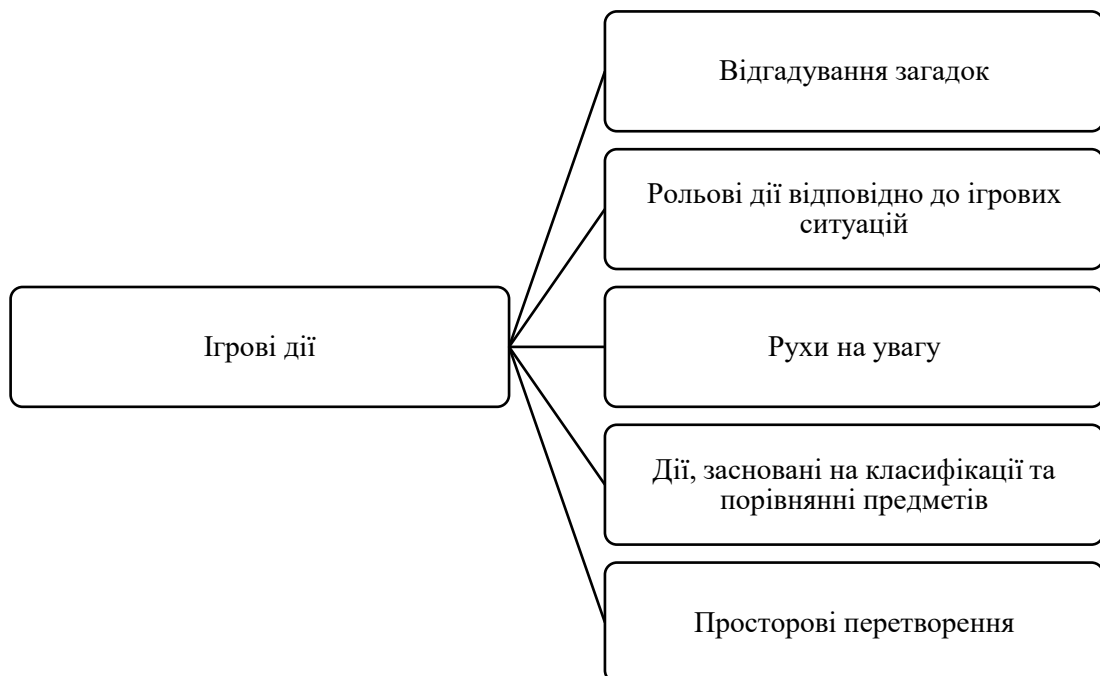 Ігрові дії
Відгадування загадок
Рольові дії відповідно до ігрових
ситуацій
Рухи на увагу
Дії, засновані на класифікації та
порівнянні предметів
Просторові перетворення